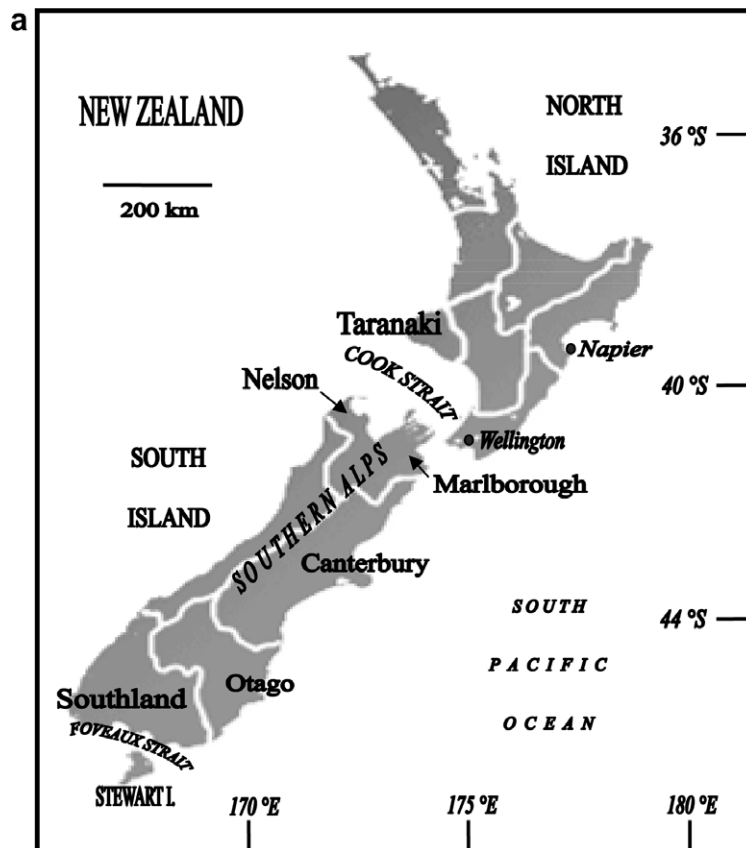 a
NEW ZEALAND
NORTH
ISLAND
36 °S
200 km
Taranaki
COOK STRAIT
Napier
40 °S
Nelson
Wellington
SOUTH
ISLAND
SOUTHERN ALPS
Marlborough
Canterbury
SOUTH
PACIFIC
OCEAN
44 °S
Southland
Otago
FOVEAUX STRAIT
STEWART I.
170 °E
175 °E
180 °E